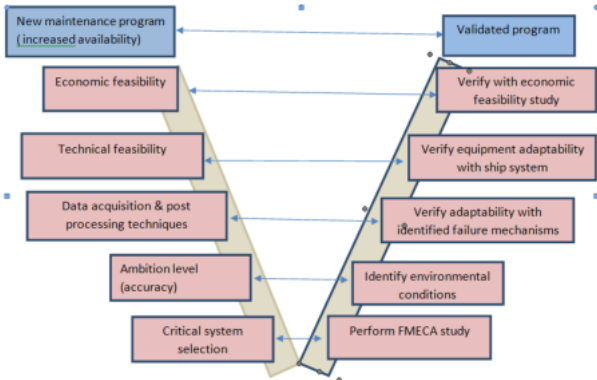 New maintenance program
( increased availability)
Validated program
Economic feasibility
Verify with economic
feasibility study
Technical feasibility
Verify equipment adaptability
with ship system
Data acquisition & post
processing techniques
Verify adaptability with
identified failure mechanisms
Ambition level
(accuracy)
Identify environmental
conditions
Critical system
selection
Perform FMECA study